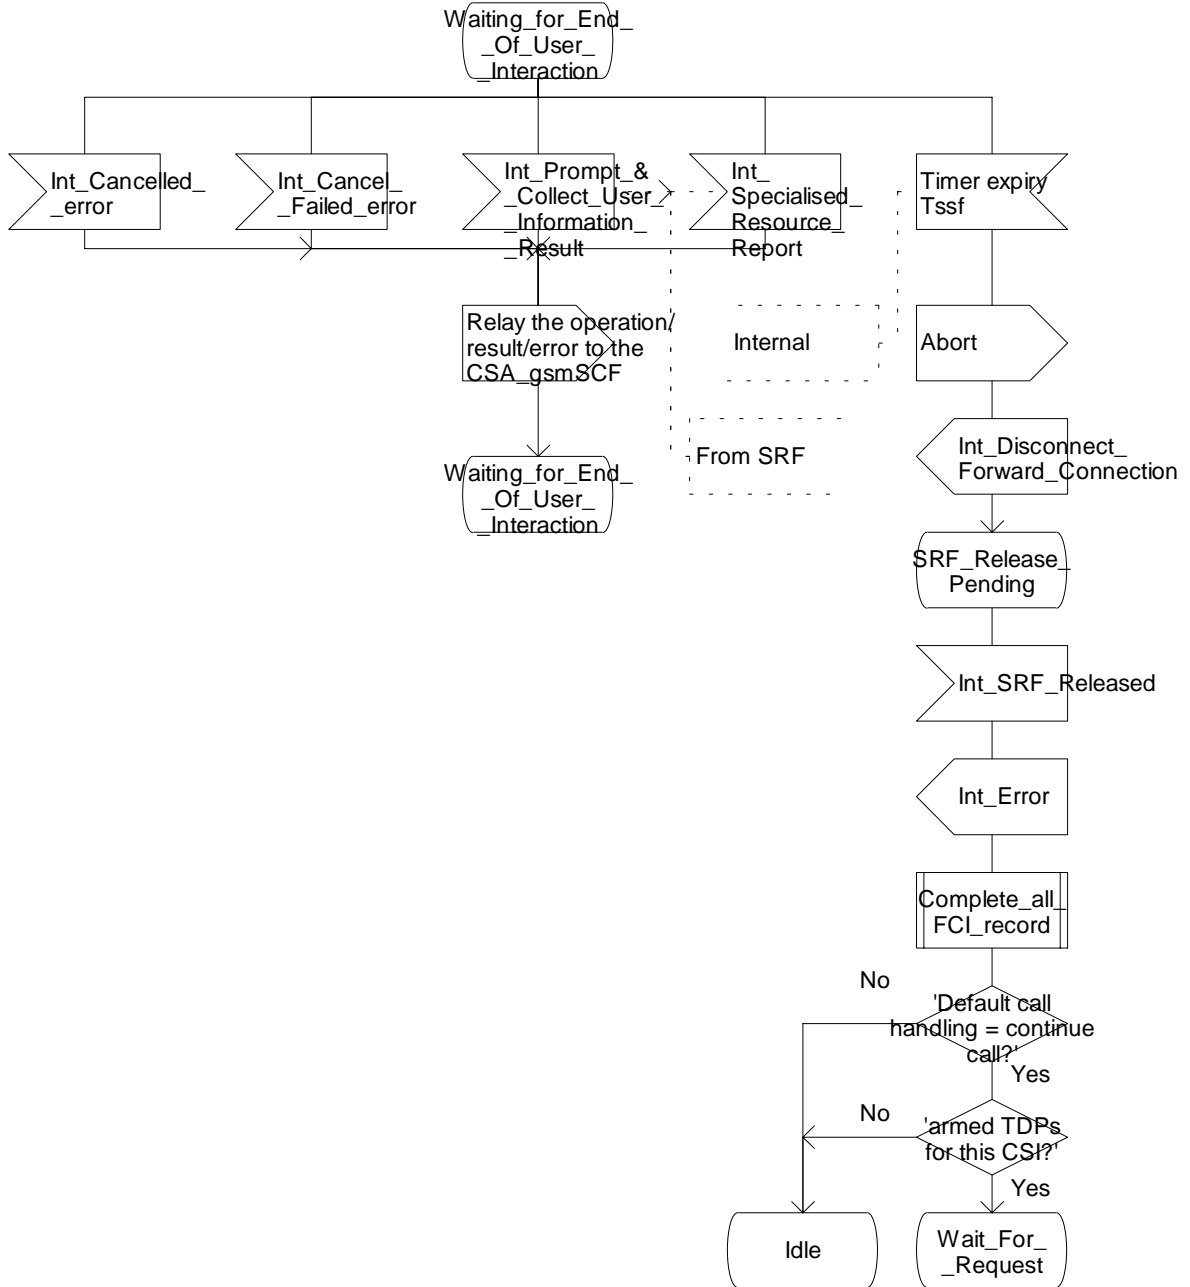 Waiting_for_End_
_Of_User_
_Interaction
Int_Cancelled_
_error
Int_Cancel_
_Failed_error
Int_Prompt_&
_Collect_User_
_Information_
_Result
Int_
Specialised_
Resource_
Report
Timer expiry
Tssf
Relay the operation/
result/error to the
CSA_gsmSCF
Internal
Abort
Waiting_for_End_
_Of_User_
_Interaction
From SRF
Int_Disconnect_
Forward_Connection
SRF_Release_
Pending
Int_SRF_Released
Int_Error
Complete_all_
FCI_record
No
'Default call
handling = continue
call?'
Yes
No
'armed TDPs
for this CSI?'
Yes
Idle
Wait_For_
_Request